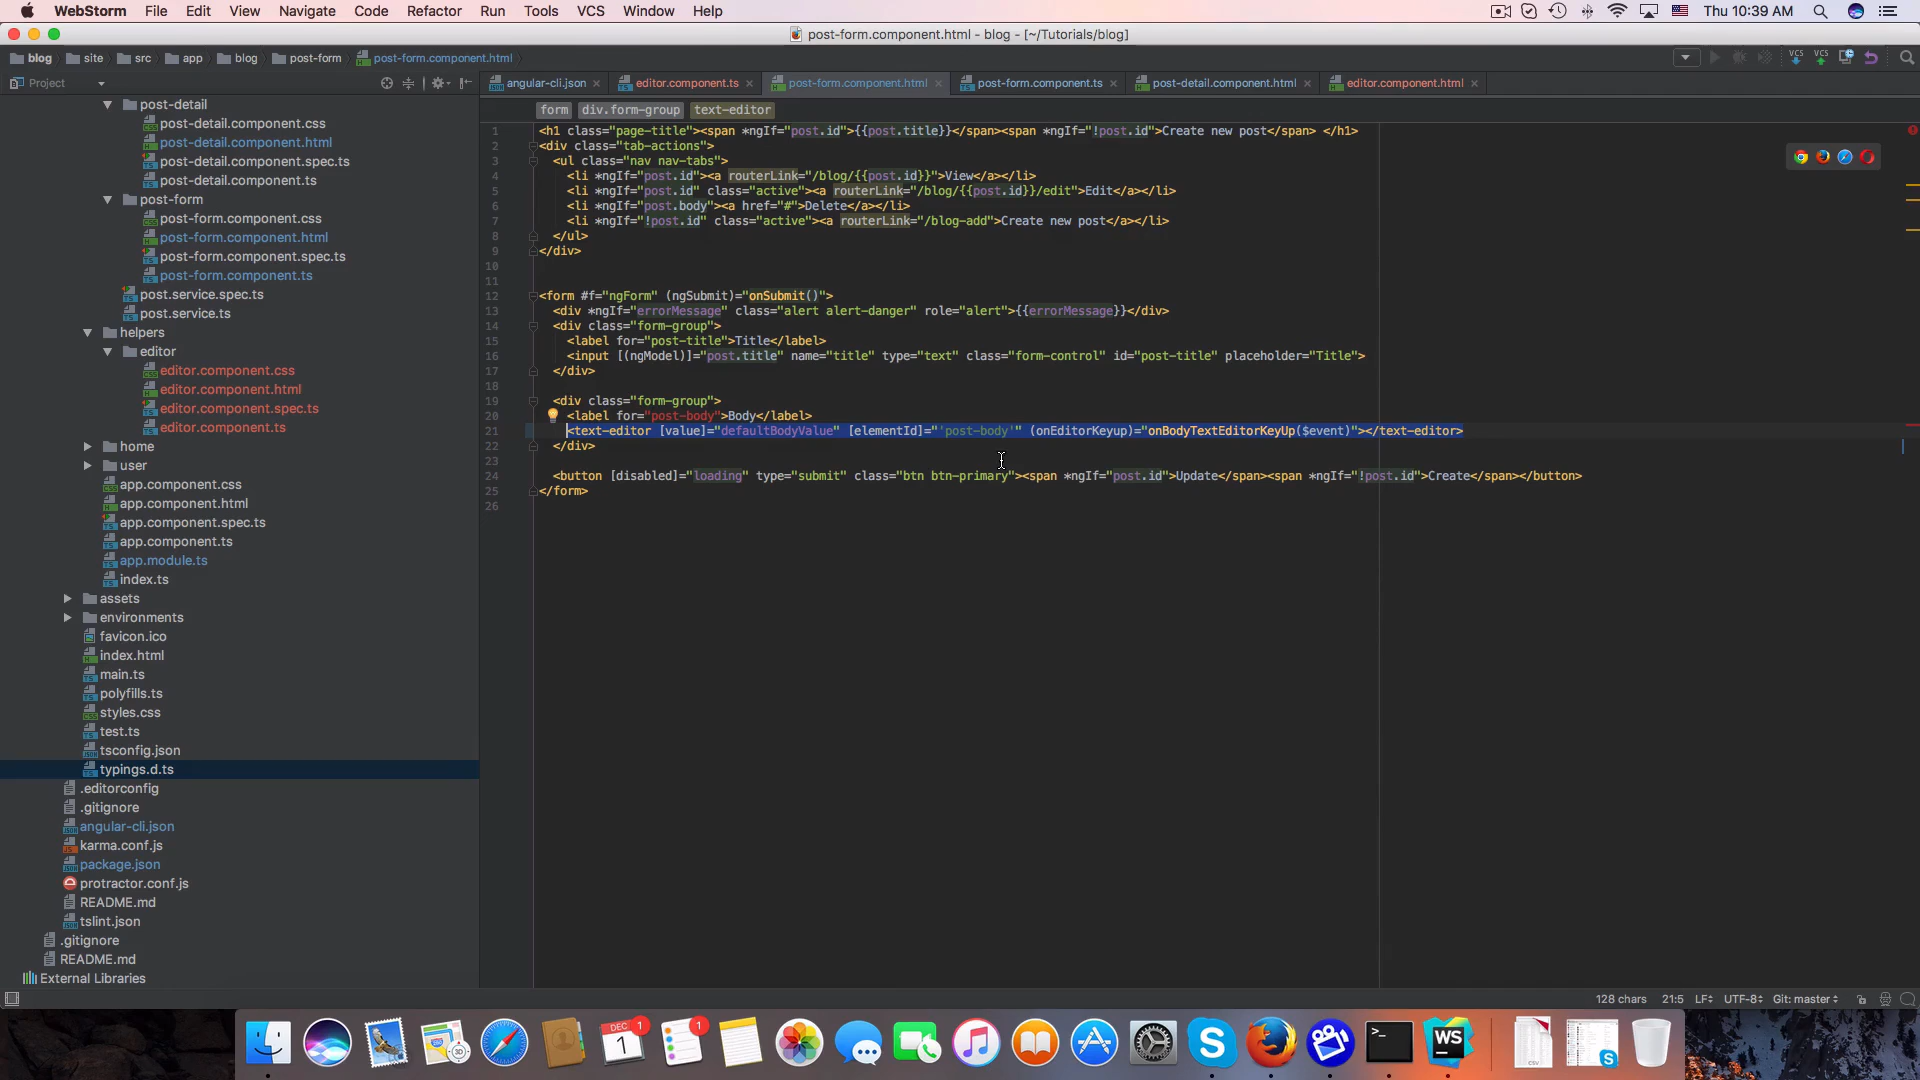 WebStorm File Edit View Navigate Code Refactor Run Tools VCS Window Help Thu 10:39 AM
post-form.component.html - blog - [~/Tutorials/blog]
blog site src app blog post-form post-form.component.html
Project
angular-cli.json editor.component.ts post-form.component.html post-form.component.ts post-detail.component.html editor.component.html
form div.form-group text-editor
post-detail
post-detail.component.css
post-detail.component.html
post-detail.component.spec.ts
post-detail.component.ts
post-form
post-form.component.css
post-form.component.html
post-form.component.spec.ts
post-form.component.ts
post.service.spec.ts
post.service.ts
helpers
editor
editor.component.css
editor.component.html
editor.component.spec.ts
editor.component.ts
home
user
app.component.css
app.component.html
app.component.spec.ts
app.component.ts
app.module.ts
index.ts
assets
environments
favicon.ico
index.html
main.ts
polyfills.ts
styles.css
test.ts
tsconfig.json
typings.d.ts
.editorconfig
.gitignore
angular-cli.json
karma.conf.js
package.json
protractor.conf.js
README.md
tslint.json
.gitignore
README.md
External Libraries
1 <h1 class="page-title"><span *ngIf="post.id">{{post.title}}</span><span *ngIf="!post.id">Create new post</span> </h1>
2 <div class="tab-actions">
3 <ul class="nav nav-tabs">
4 <li *ngIf="post.id"><a routerLink="/blog/{{post.id}}">View</a></li>
5 <li *ngIf="post.id" class="active"><a routerLink="/blog/{{post.id}}/edit">Edit</a></li>
6 <li *ngIf="post.body"><a href="#">Delete</a></li>
7 <li *ngIf="!post.id" class="active"><a routerLink="/blog-add">Create new post</a></li>
8 </ul>
9 </div>
10
11
12 <form #f="ngForm" (ngSubmit)="onSubmit()">
13 <div *ngIf="errorMessage" class="alert alert-danger" role="alert">{{errorMessage}}</div>
14 <div class="form-group">
15 <label for="post-title">Title</label>
16 <input [(ngModel)]="post.title" name="title" type="text" class="form-control" id="post-title" placeholder="Title">
17 </div>
18
19 <div class="form-group">
20 <label for="post-body">Body</label>
21 <text-editor [value]="defaultBodyValue" [elementId]="'post-body'" (onEditorKeyup)="onBodyTextEditorKeyUp($event)"></text-editor>
22 </div>
23
24 <button [disabled]="loading" type="submit" class="btn btn-primary"><span *ngIf="post.id">Update</span><span *ngIf="!post.id">Create</span></button>
25 </form>
26
128 chars 21:5 LF UTF-8 Git: master
DEC 1
1
1
WS
CSV